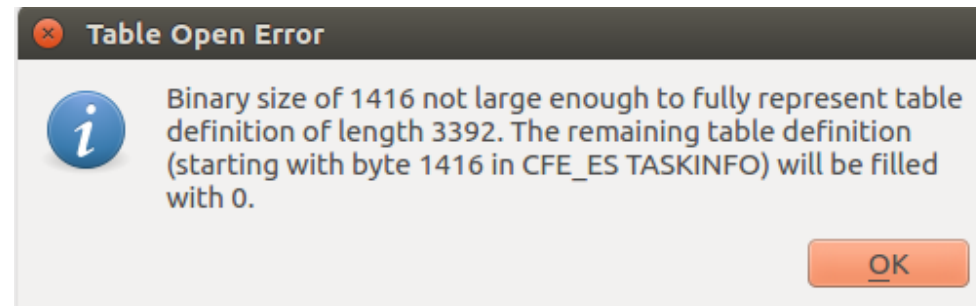 Table Open Error
Binary size of 1416 not large enough to fully represent table
definition of length 3392. The remaining table definition
(starting with byte 1416 in CFE_ES TASKINFO) will be filled
with 0.
OK